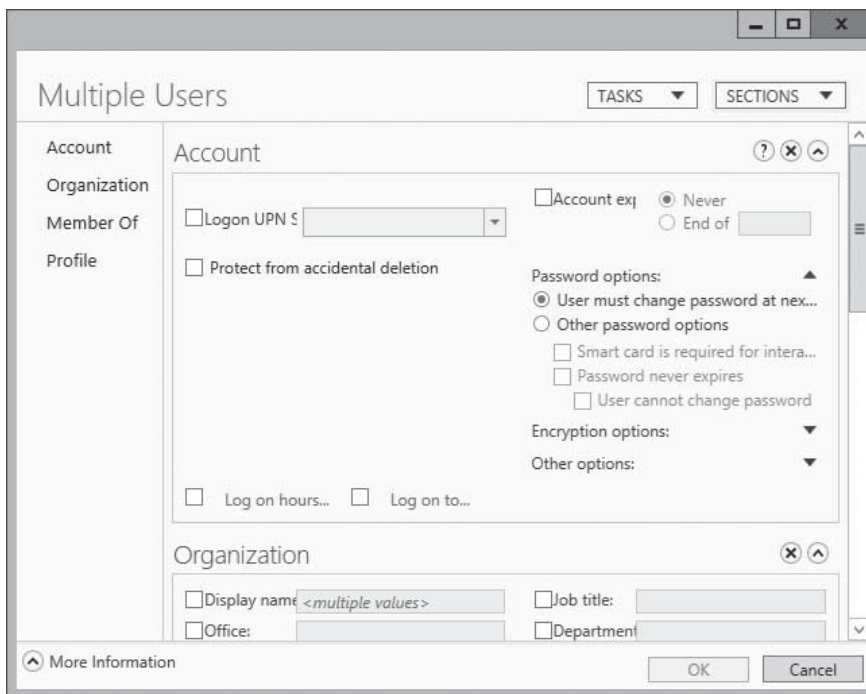 Multiple Users
TASKS
SECTIONS
Account
Organization
Member Of
Profile
Account
Logon UPN S
Protect from accidental deletion
Log on hours...
Log on to...
Account exp
Never
End of
Password options:
User must change password at nex...
Other password options
Smart card is required for intera...
Password never expires
User cannot change password
Encryption options:
Other options:
Organization
Display name
<multiple values>
Job title:
Office:
Department
More Information
OK
Cancel